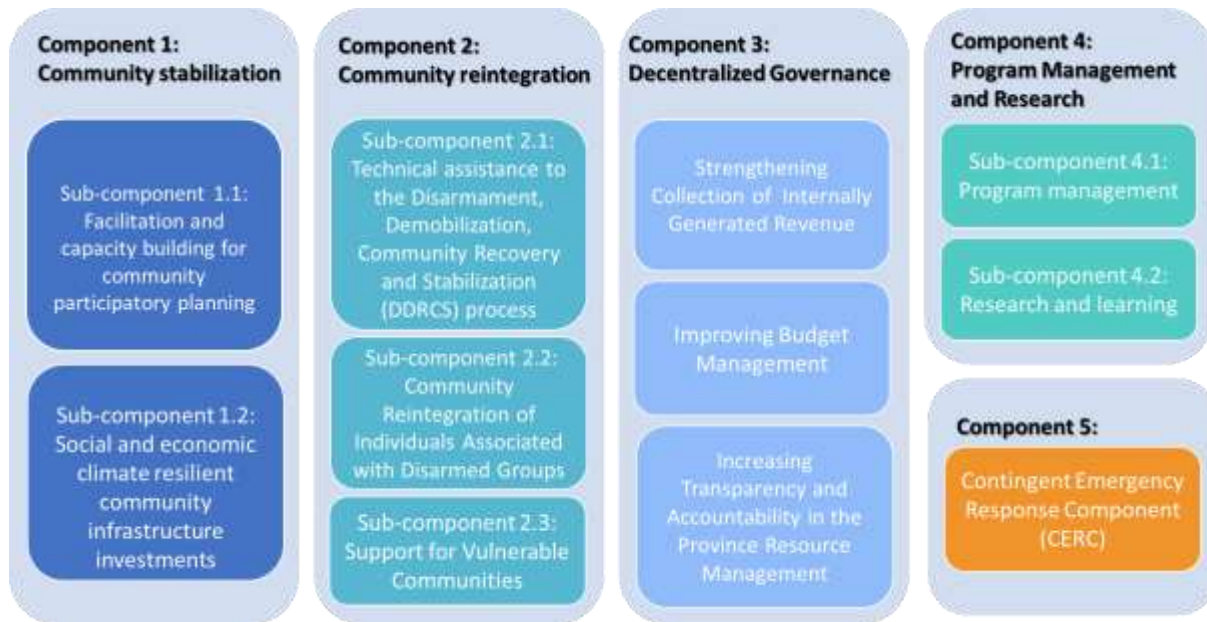 Component 1:
Community stabilization
Sub-component 1.1:
Facilitation and
capacity building for
community
participatory planning
Sub-component 1.2:
Social and economic
climate resilient
community
infrastructure
investments
Component 2:
Community reintegration
Sub-component 2.1:
Technical assistance to
the Disarmament,
Demobilization,
Community Recovery
and Stabilization
(DDRCS) process
Sub-component 2.2:
Community
Reintegration of
Individuals Associated
with Disarmed Groups
Sub-component 2.3:
Support for Vulnerable
Communities
Component 3:
Decentralized Governance
Strengthening
Collection of Internally
Generated Revenue
Improving Budget
Management
Increasing
Transparency and
Accountability in the
Province Resource
Management
Component 4:
Program Management
and Research
Sub-component 4.1:
Program management
Sub-component 4.2:
Research and learning
Component 5:
Contingent Emergency
Response Component
(CERC)